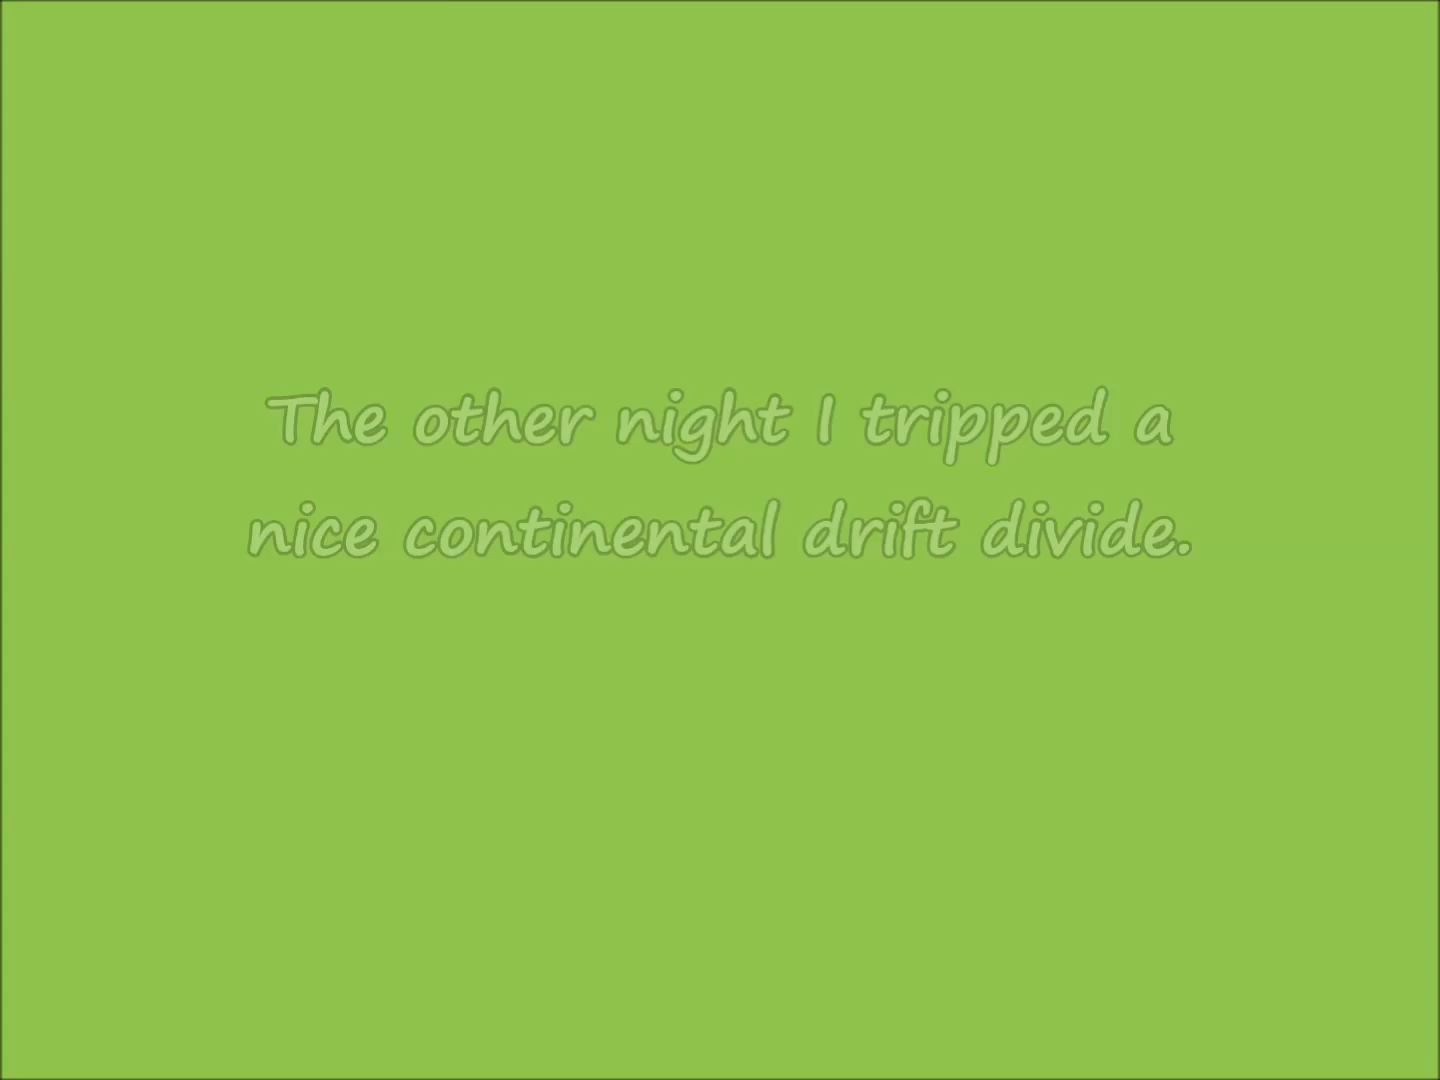 The other night I tripped a
nice continental drift divide.